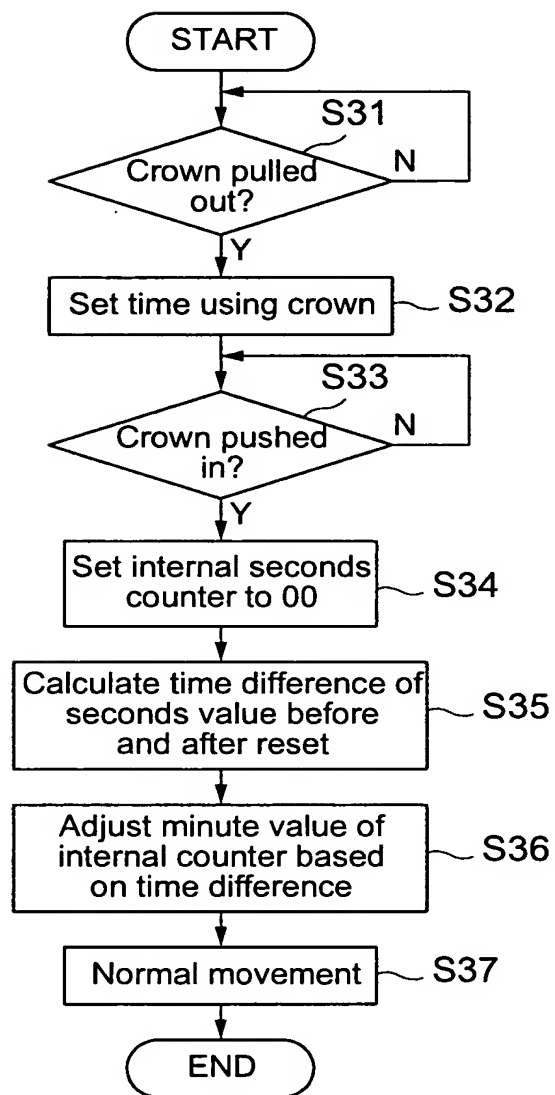 START
S31
Crown pulled
out?
N
Y
Set time using crown
S32
S33
Crown pushed
in?
N
Y
Set internal seconds
counter to 00
S34
Calculate time difference of
seconds value before
and after reset
S35
Adjust minute value of
internal counter based
on time difference
S36
Normal movement
S37
END